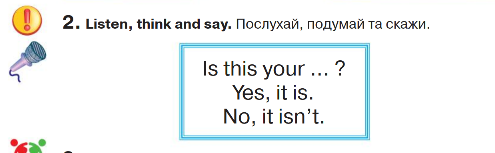 2. Listen, think and say. Послухай, подумай та скажи.
Is this your ... ?
Yes, it is.
No, it isn't.